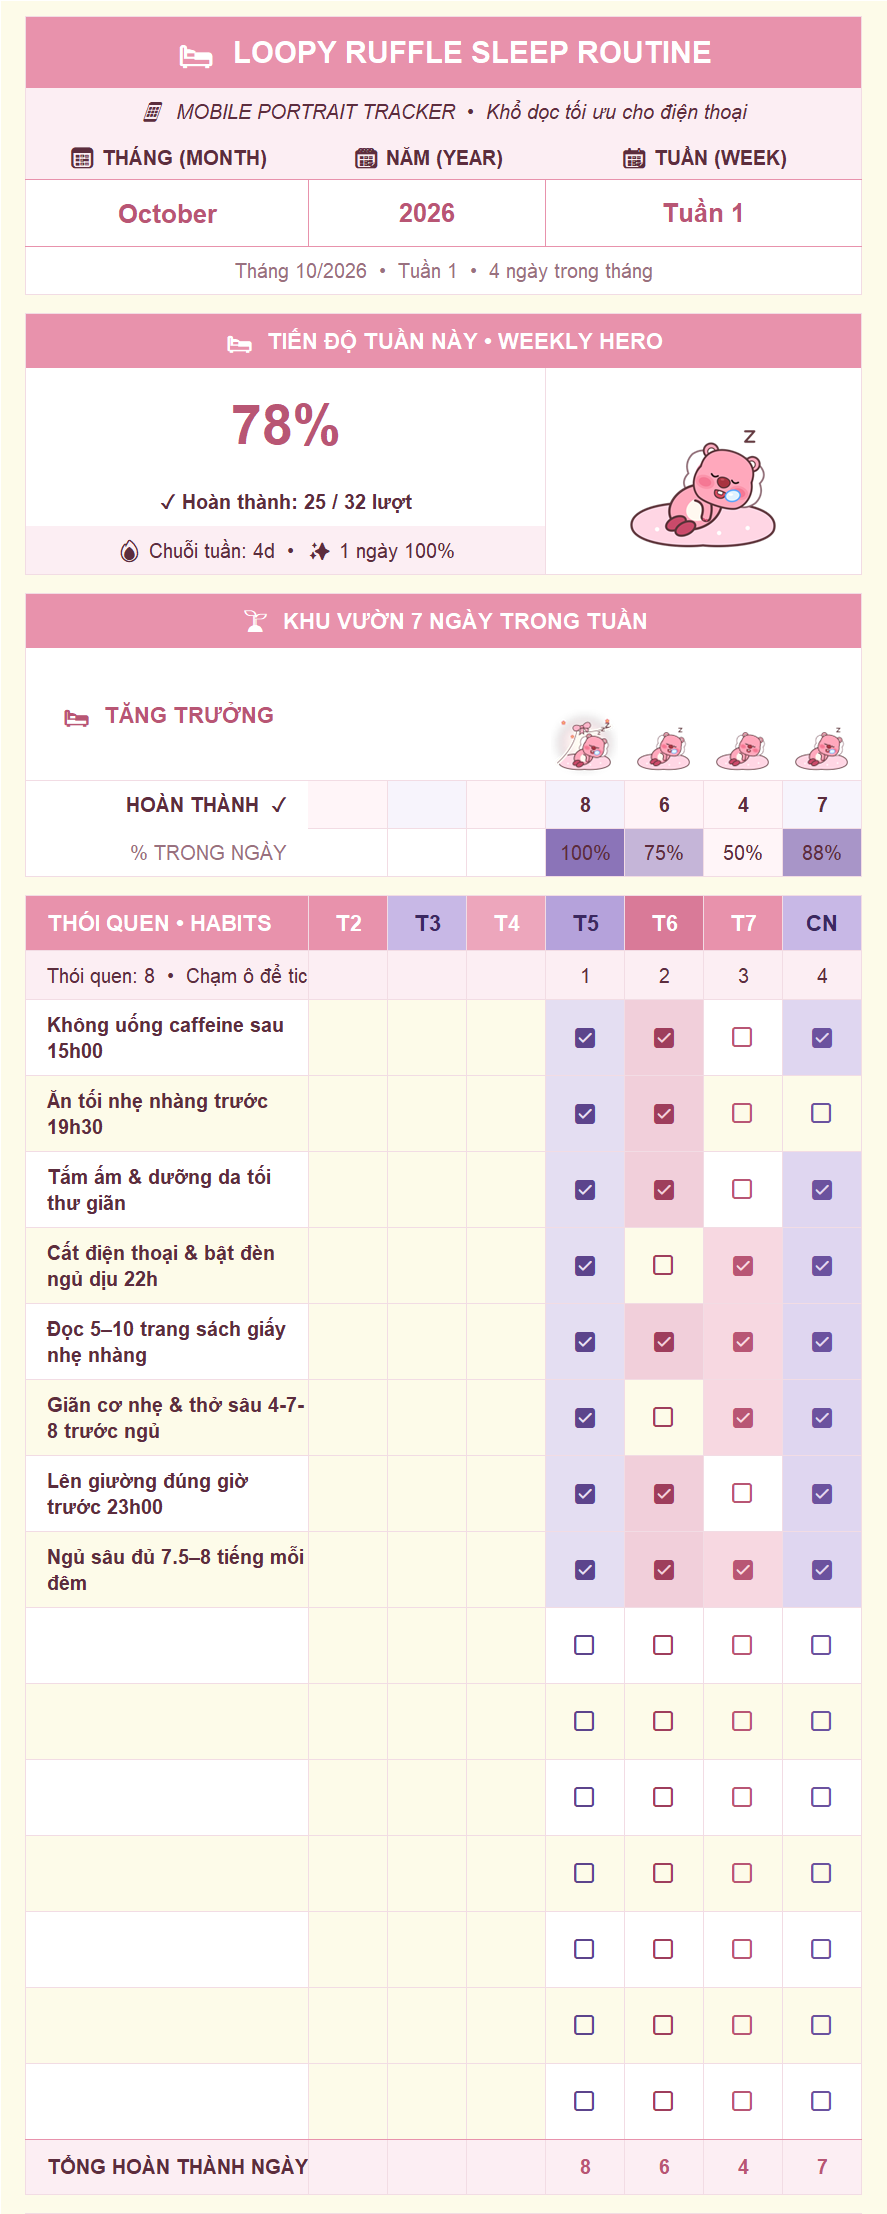 LOOPY RUFFLE SLEEP ROUTINE
MOBILE PORTRAIT TRACKER • Khổ dọc tối ưu cho điện thoại
THÁNG (MONTH) NĂM (YEAR) TUẦN (WEEK)
October 2026 Tuần 1
Tháng 10/2026 • Tuần 1 • 4 ngày trong tháng
TIẾN ĐỘ TUẦN NÀY • WEEKLY HERO
78%
✓ Hoàn thành: 25 / 32 lượt
Chuỗi tuần: 4d • 1 ngày 100%
z
KHU VƯỜN 7 NGÀY TRONG TUẦN
TĂNG TRƯỞNG
HOÀN THÀNH ✓ 8 6 4 7
% TRONG NGÀY 100% 75% 50% 88%
THÓI QUEN • HABITS T2 T3 T4 T5 T6 T7 CN
Thói quen: 8 • Chạm ô để tic 1 2 3 4
Không uống caffeine sau
15h00
Ăn tối nhẹ nhàng trước
19h30
Tắm ấm & dưỡng da tối
thư giãn
Cất điện thoại & bật đèn
ngủ dịu 22h
Đọc 5–10 trang sách giấy
nhẹ nhàng
Giãn cơ nhẹ & thở sâu 4-7-
8 trước ngủ
Lên giường đúng giờ
trước 23h00
Ngủ sâu đủ 7.5–8 tiếng mỗi
đêm
TỔNG HOÀN THÀNH NGÀY 8 6 4 7